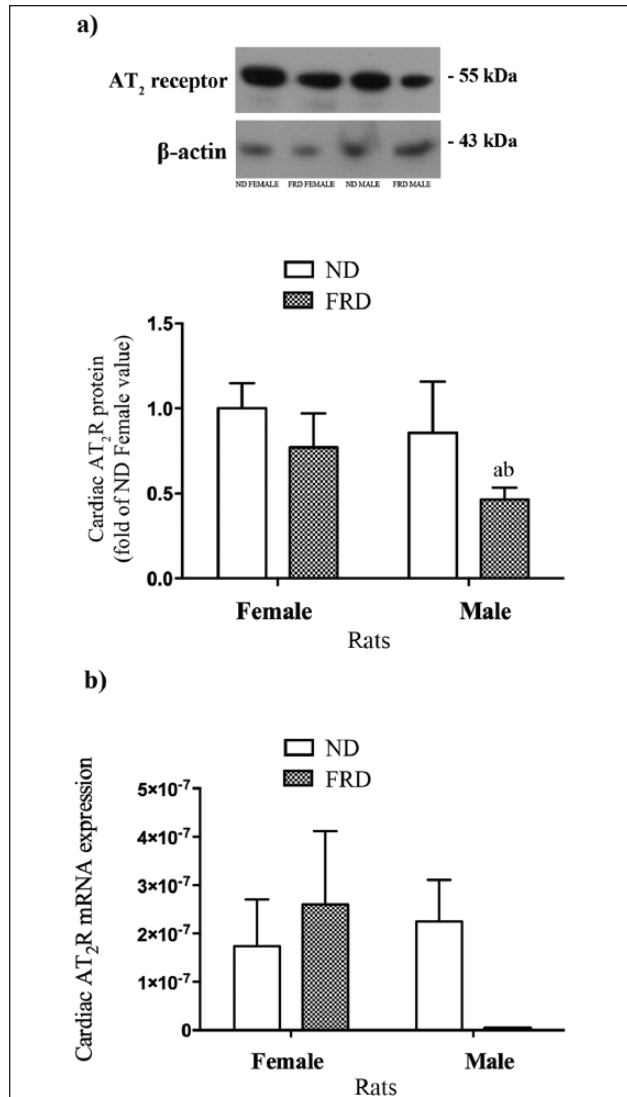 a)
AT₂ receptor
- 55 kDa
β-actin
- 43 kDa
ND FEMALE FRD FEMALE ND MALE FRD MALE
ND
FRD
Cardiac AT₂R protein
(fold of ND Female value)
1.5
1.0
0.5
0.0
ab
Female Male
Rats
b)
ND
FRD
Cardiac AT₂R mRNA expression
5×10⁻⁷
4×10⁻⁷
3×10⁻⁷
2×10⁻⁷
1×10⁻⁷
0
Female Male
Rats